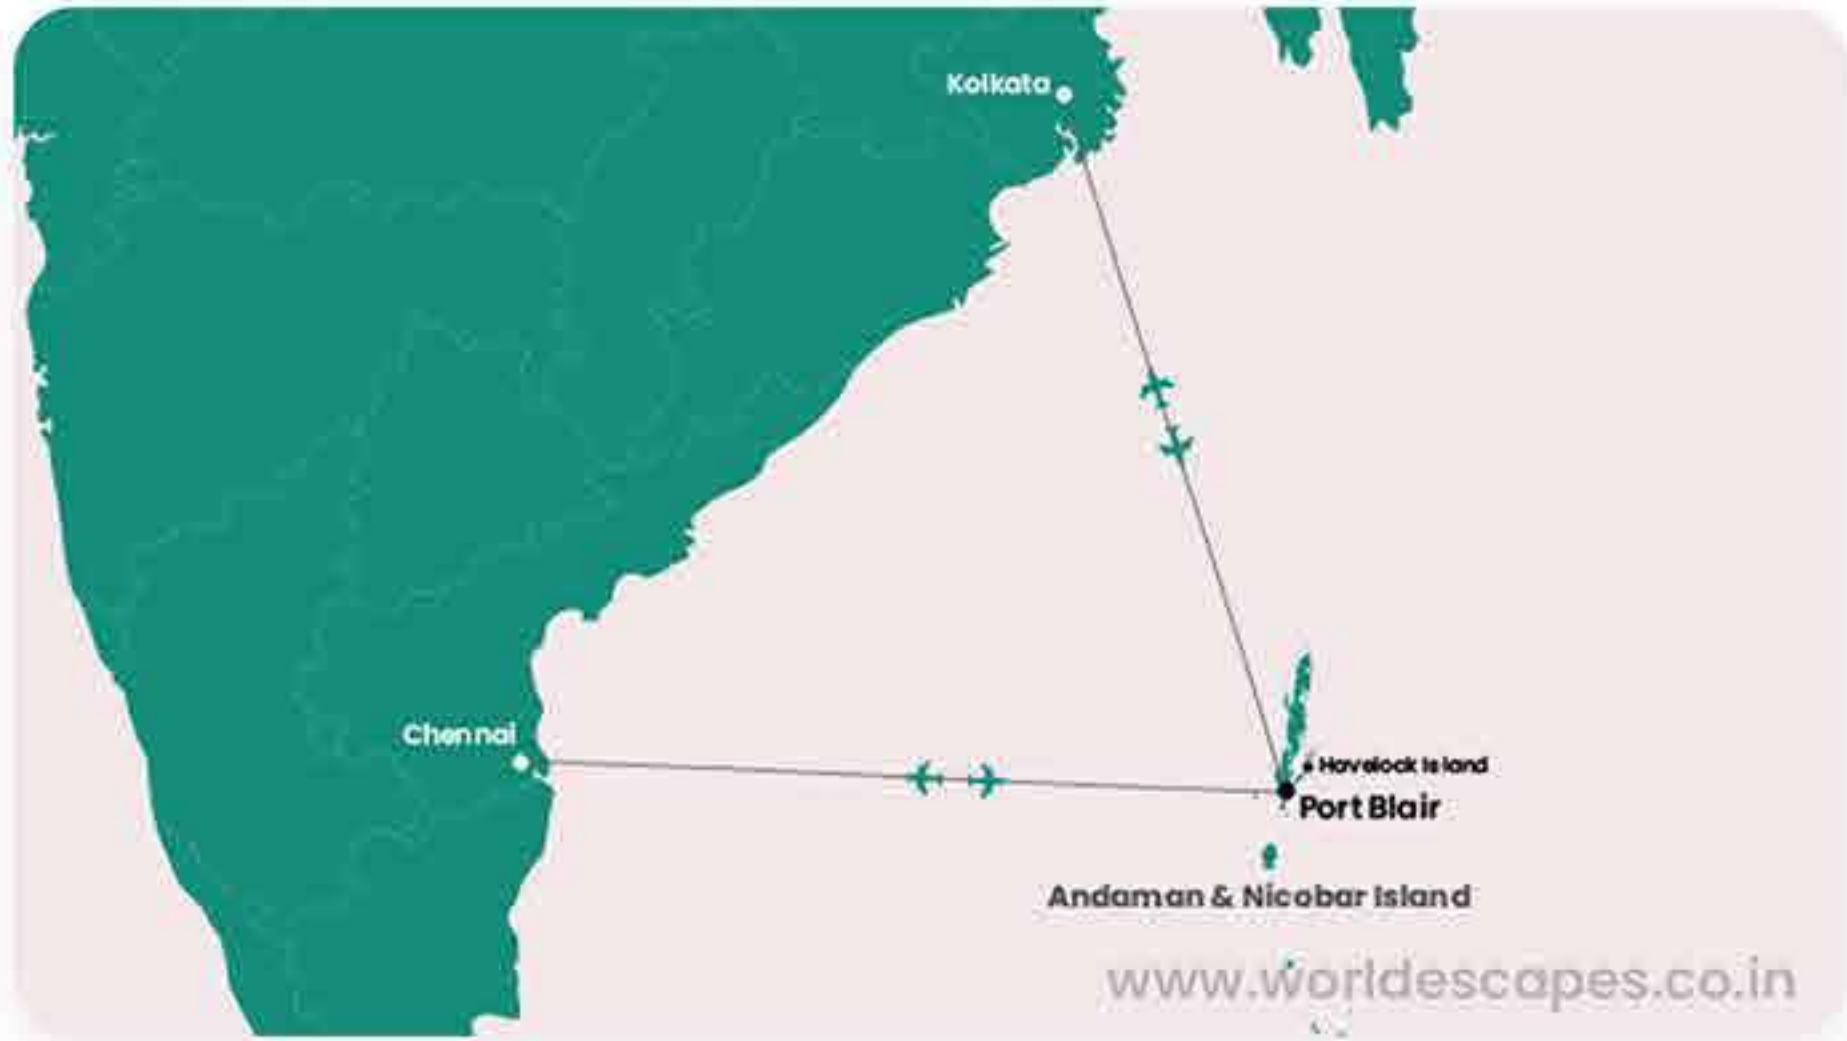 Kolkata
Chennai
Havelock Island
Port Blair
Andaman & Nicobar Island
www.worldescapes.co.in